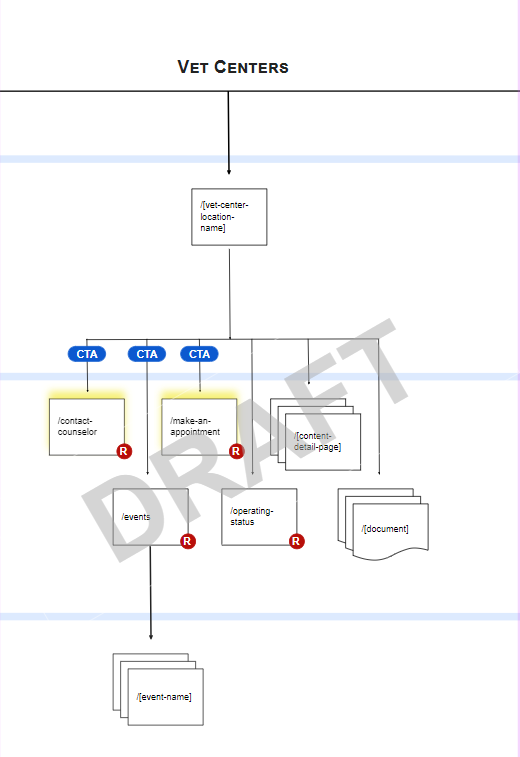 VET CENTERS
/[vet-center-
location-
name]
CTA
CTA
CTA
/contact-
counselor
R
/make-an-
appointment
R
/[content-
detail-page]
/events
R
/operating-
status
R
/[document]
/[event-name]
DRAFT